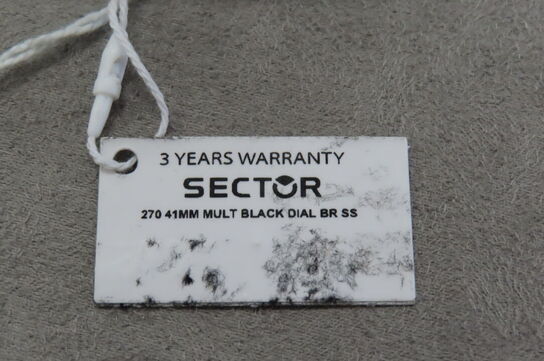 3 YEARS WARRANTY
SECTOR
270 41MM MULT BLACK DIAL BR SS